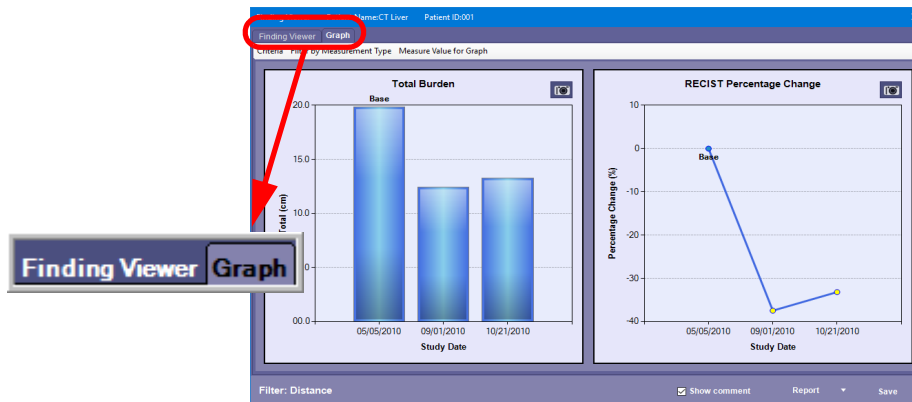 Name:CT Liver Patient ID:001
Finding Viewer Graph
Criteria Filter by Measurement Type Measure Value for Graph
Total Burden
Base
20.0
15.0
10.0
0
00.0
Total (cm)
05/05/2010 09/01/2010 10/21/2010
Study Date
RECIST Percentage Change
10
0
-10
-20
-30
-40
Percentage Change (%)
Base
05/05/2010 09/01/2010 10/21/2010
Study Date
Finding Viewer Graph
Filter: Distance
Show comment Report Save